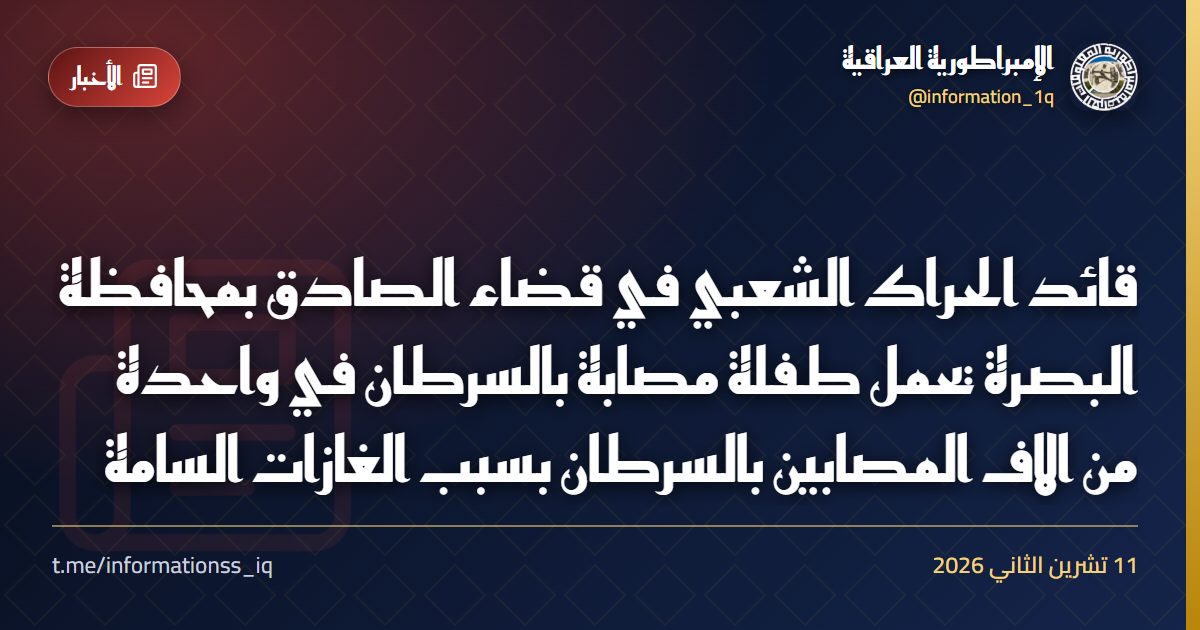 الإمبراطورية العراقية
@information_1q
الأخبار
قائد الحراك الشعبي في قضاء الصادق بمحافظة
البصرة يحمل طفلة مصابة بالسرطان في واحدة
من الاف المصابين بالسرطان بسبب الغازات السامة
11 تشرين الثاني 2026
t.me/informationss_iq